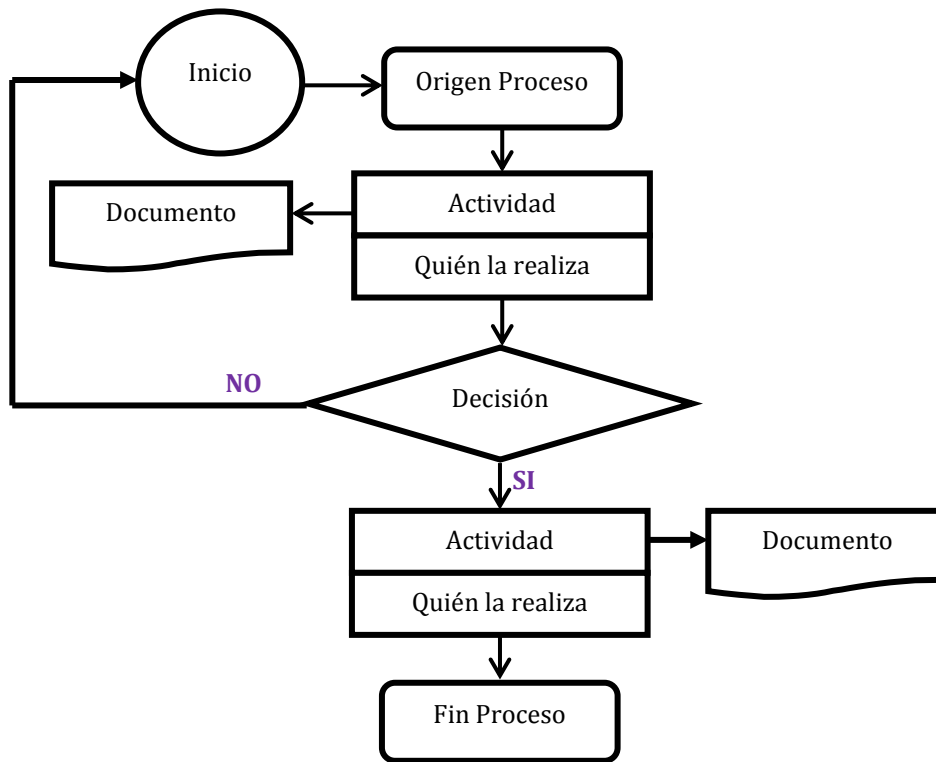 Inicio
Origen Proceso
Documento
Actividad
Quién la realiza
NO
Decisión
SI
Actividad
Documento
Quién la realiza
Fin Proceso